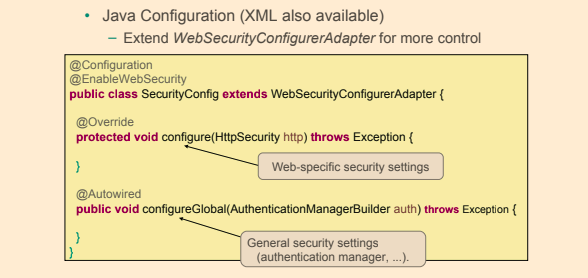 • Java Configuration (XML also available)
– Extend WebSecurityConfigurerAdapter for more control
@Configuration
@EnableWebSecurity
public class SecurityConfig extends WebSecurityConfigurerAdapter {
@Override
protected void configure(HttpSecurity http) throws Exception {
Web-specific security settings
}
@Autowired
public void configureGlobal(AuthenticationManagerBuilder auth) throws Exception {
}
General security settings
(authentication manager, ...).
}